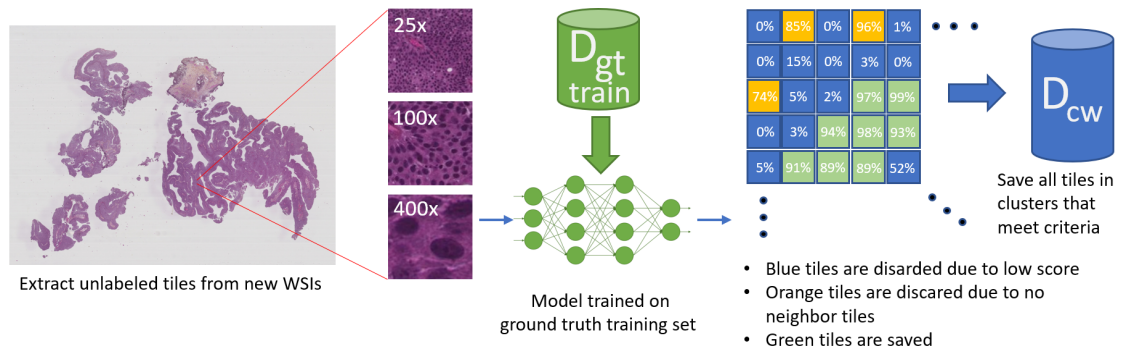 25x
100x
400x
Extract unlabeled tiles from new WSIs
D
gt
train
Model trained on
ground truth training set
0% 85% 0% 96% 1%
0% 15% 0% 3% 0%
74% 5% 2% 97% 99%
0% 3% 94% 98% 93%
5% 91% 89% 89% 52%
D
cw
Save all tiles in
clusters that
meet criteria
• Blue tiles are disarded due to low score
• Orange tiles are discared due to no
neighbor tiles
• Green tiles are saved